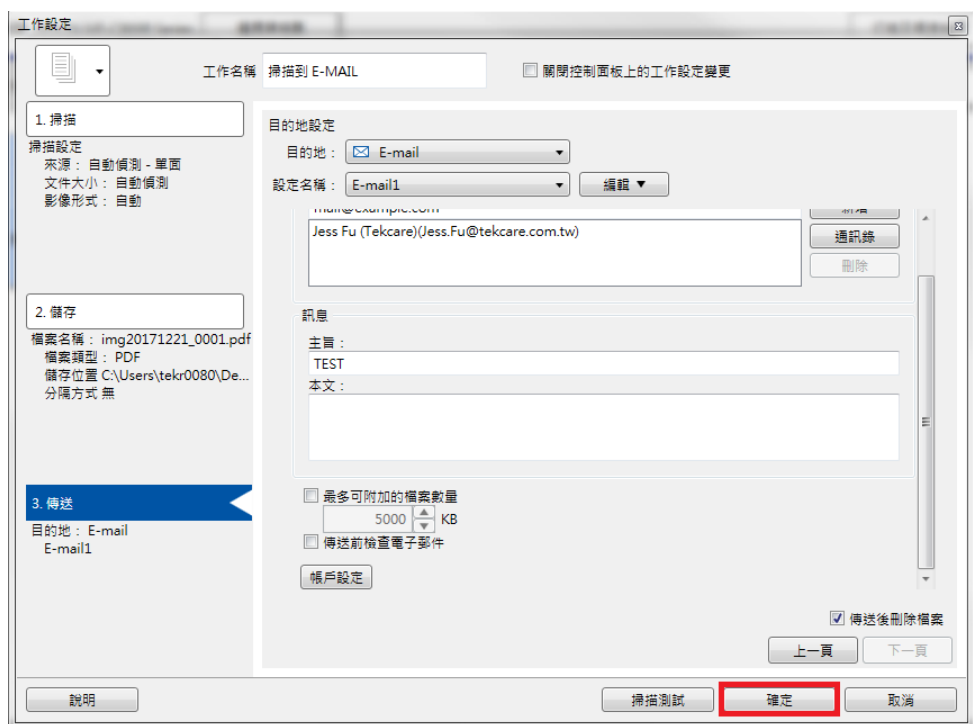 工作設定
工作名稱 掃描到 E-MAIL
關閉控制面板上的工作設定變更
1. 掃描
掃描設定
來源： 自動偵測 - 單面
文件大小： 自動偵測
影像形式： 自動
2. 儲存
檔案名稱： img20171221_0001.pdf
檔案類型： PDF
儲存位置 C:\Users\tekr0080\De...
分隔方式 無
3. 傳送
目的地： E-mail
E-mail1
目的地設定
目的地： E-mail
設定名稱： E-mail1 編輯 ▼
mail@example.com 新增
Jess Fu (Tekcare)(Jess.Fu@tekcare.com.tw)
通訊錄
刪除
訊息
主旨：
TEST
本文：
最多可附加的檔案數量
5000 KB
傳送前檢查電子郵件
帳戶設定
傳送後刪除檔案
上一頁 下一頁
說明 掃描測試 確定 取消